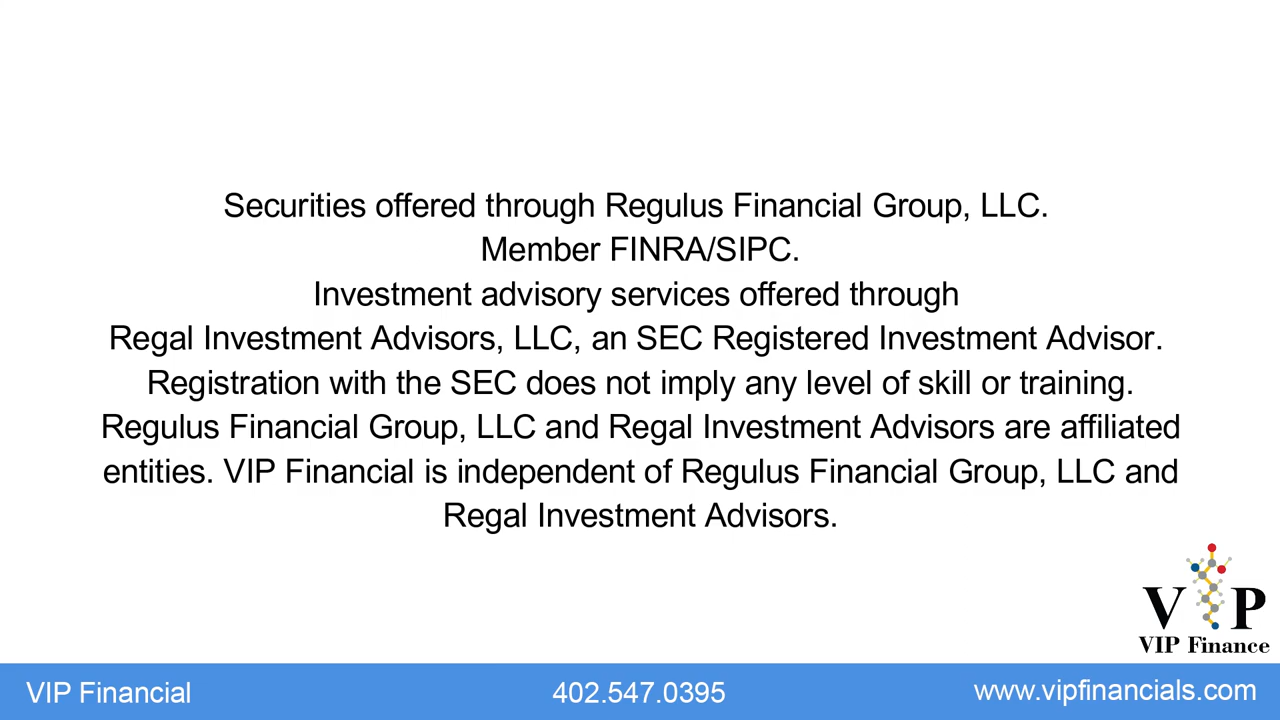 Securities offered through Regulus Financial Group, LLC.
Member FINRA/SIPC.
Investment advisory services offered through
Regal Investment Advisors, LLC, an SEC Registered Investment Advisor.
Registration with the SEC does not imply any level of skill or training.
Regulus Financial Group, LLC and Regal Investment Advisors are affiliated
entities. VIP Financial is independent of Regulus Financial Group, LLC and
Regal Investment Advisors.
V P
VIP Finance
VIP Financial
402.547.0395
www.vipfinancials.com